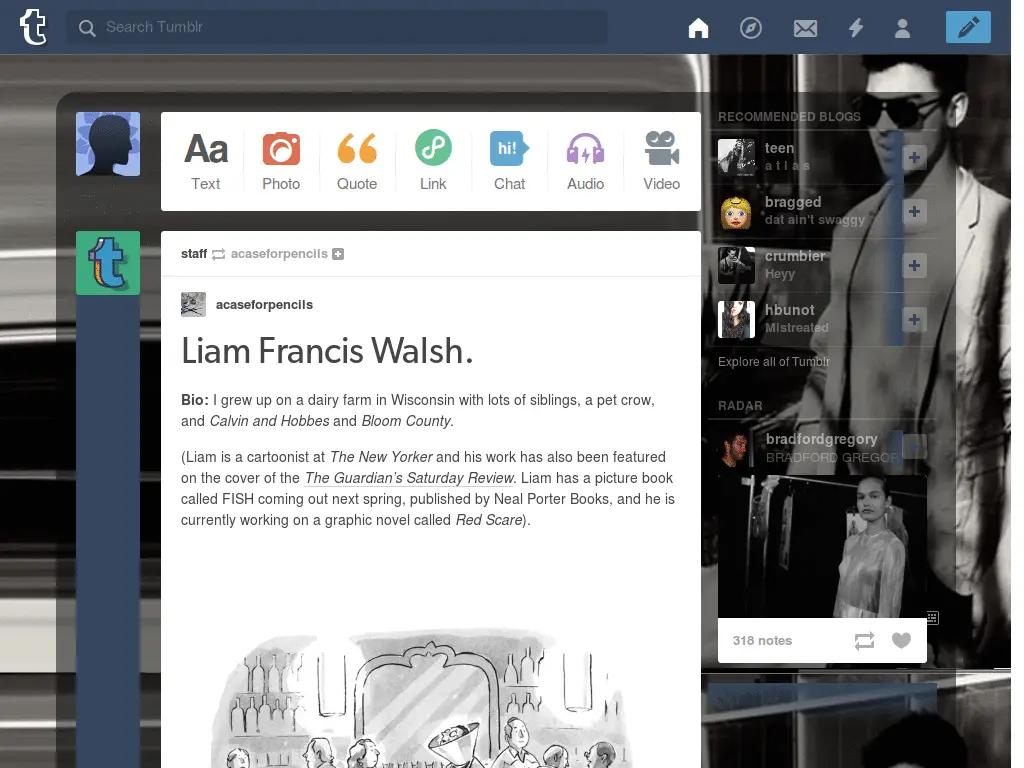 Search Tumblr
Aa
Text
Photo
Quote
Link
hi!
Chat
Audio
Video
staff acaseforpencils
acaseforpencils
Liam Francis Walsh.
Bio: I grew up on a dairy farm in Wisconsin with lots of siblings, a pet crow,
and Calvin and Hobbes and Bloom County.
(Liam is a cartoonist at The New Yorker and his work has also been featured
on the cover of the The Guardian’s Saturday Review. Liam has a picture book
called FISH coming out next spring, published by Neal Porter Books, and he is
currently working on a graphic novel called Red Scare).
RECOMMENDED BLOGS
teen
a t l a s
bragged
dat ain't swaggy
crumbier
Heyy
hbunot
Mistreated
Explore all of Tumblr
RADAR
bradfordgregory
BRADFORD GREGOR
318 notes